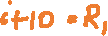 i+10 = R,